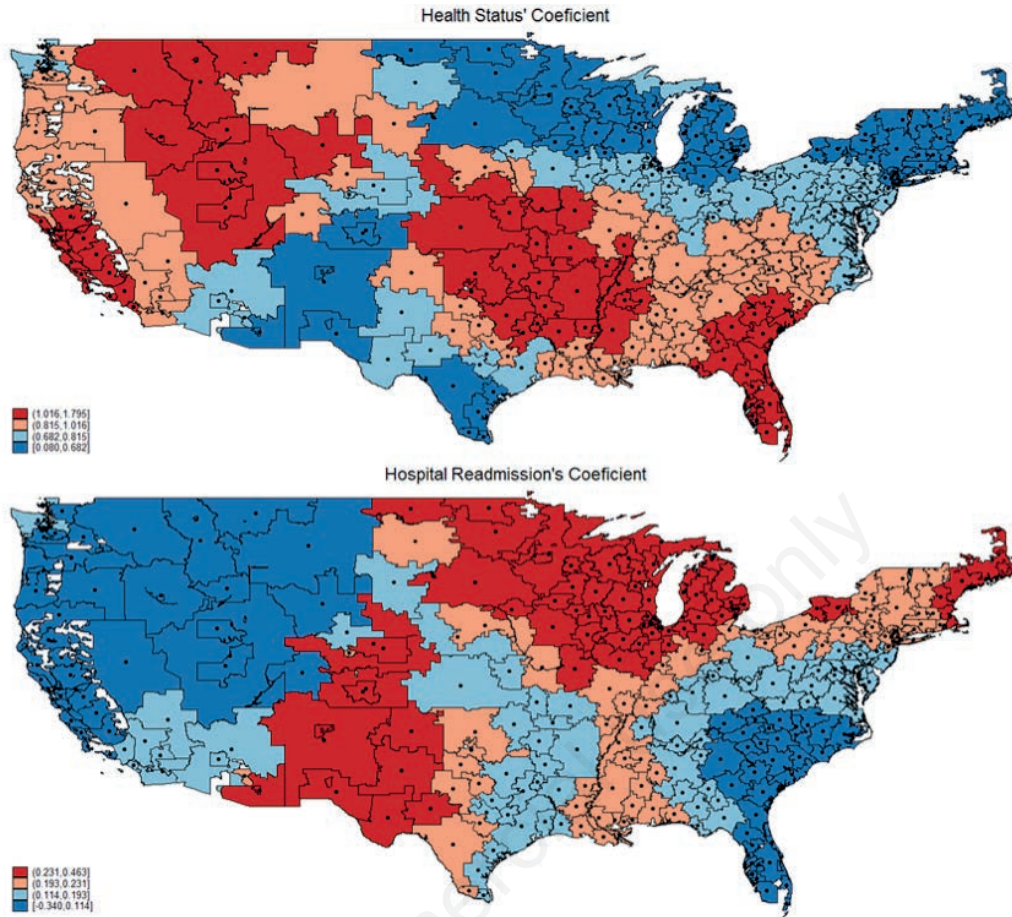 Health Status' Coeficient
(1.016,1.795]
(0.815,1.016]
(0.682,0.815]
[0.080,0.682]
Hospital Readmission's Coeficient
only
(0.231,0.463]
(0.193,0.231]
(0.114,0.193]
[-0.340,0.114]